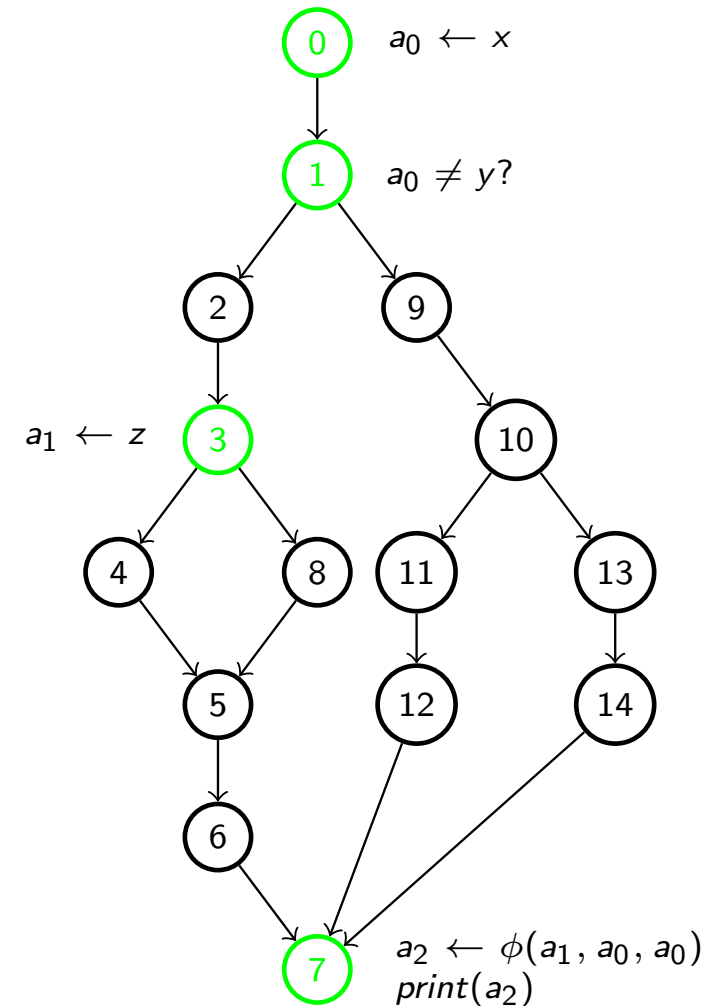 0 a₀ ← x
1 a₀ ≠ y?
2 9
a₁ ← z 3 10
4 8 11 13
5 12 14
6
7 a₂ ← ϕ(a₁, a₀, a₀)
print(a₂)